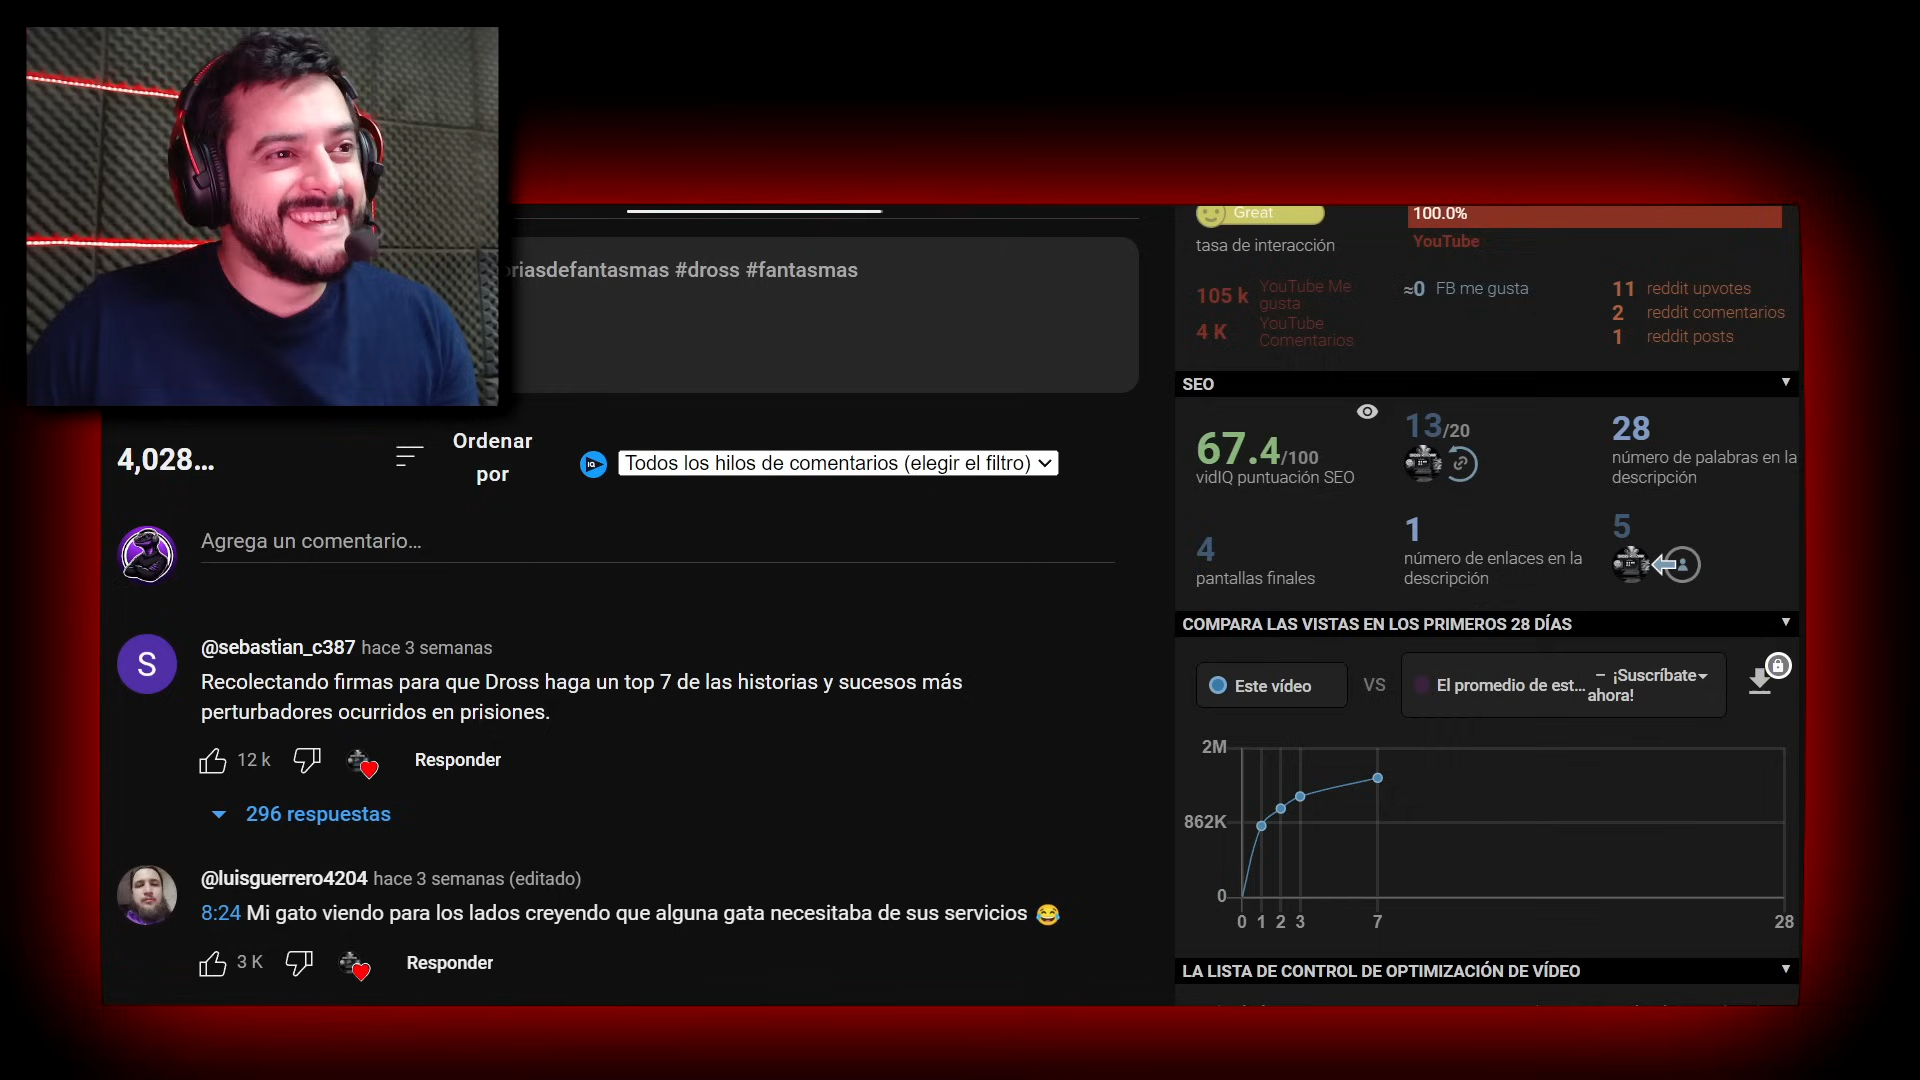 oriasdefantasmas #dross #fantasmas
4,028...
Ordenar
por
Todos los hilos de comentarios (elegir el filtro)
Agrega un comentario...
S
@sebastian_c387 hace 3 semanas
Recolectando firmas para que Dross haga un top 7 de las historias y sucesos más
perturbadores ocurridos en prisiones.
12 k
Responder
296 respuestas
@luisguerrero4204 hace 3 semanas (editado)
8:24 Mi gato viendo para los lados creyendo que alguna gata necesitaba de sus servicios 😂
3 K
Responder
Great
100.0%
tasa de interacción
YouTube
105 k YouTube Me
gusta
4 K YouTube
Comentarios
≈0 FB me gusta
11 reddit upvotes
2 reddit comentarios
1 reddit posts
SEO
67.4/100
vidIQ puntuación SEO
13/20
28
número de palabras en la
descripción
4
pantallas finales
1
número de enlaces en la
descripción
5
COMPARA LAS VISTAS EN LOS PRIMEROS 28 DÍAS
Este vídeo
VS
El promedio de est... – ¡Suscríbate
ahora!
2M
862K
0
0 1 2 3 7 28
LA LISTA DE CONTROL DE OPTIMIZACIÓN DE VÍDEO